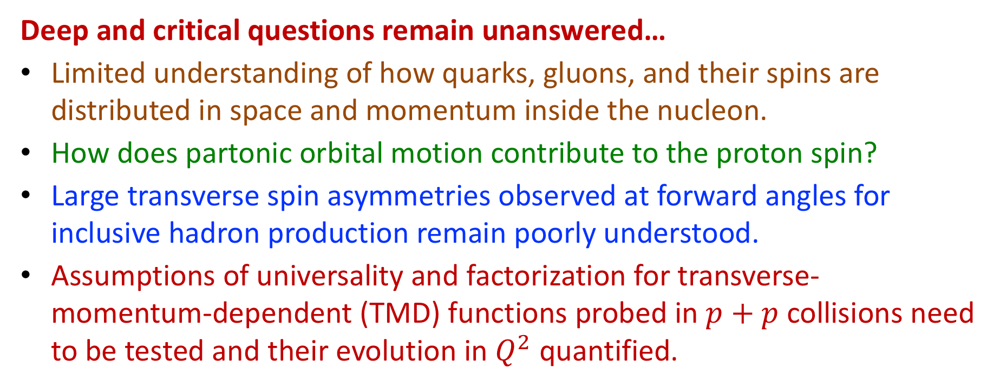 Deep and critical questions remain unanswered…
• Limited understanding of how quarks, gluons, and their spins are
distributed in space and momentum inside the nucleon.
• How does partonic orbital motion contribute to the proton spin?
• Large transverse spin asymmetries observed at forward angles for
inclusive hadron production remain poorly understood.
• Assumptions of universality and factorization for transverse-
momentum-dependent (TMD) functions probed in p + p collisions need
to be tested and their evolution in Q² quantified.